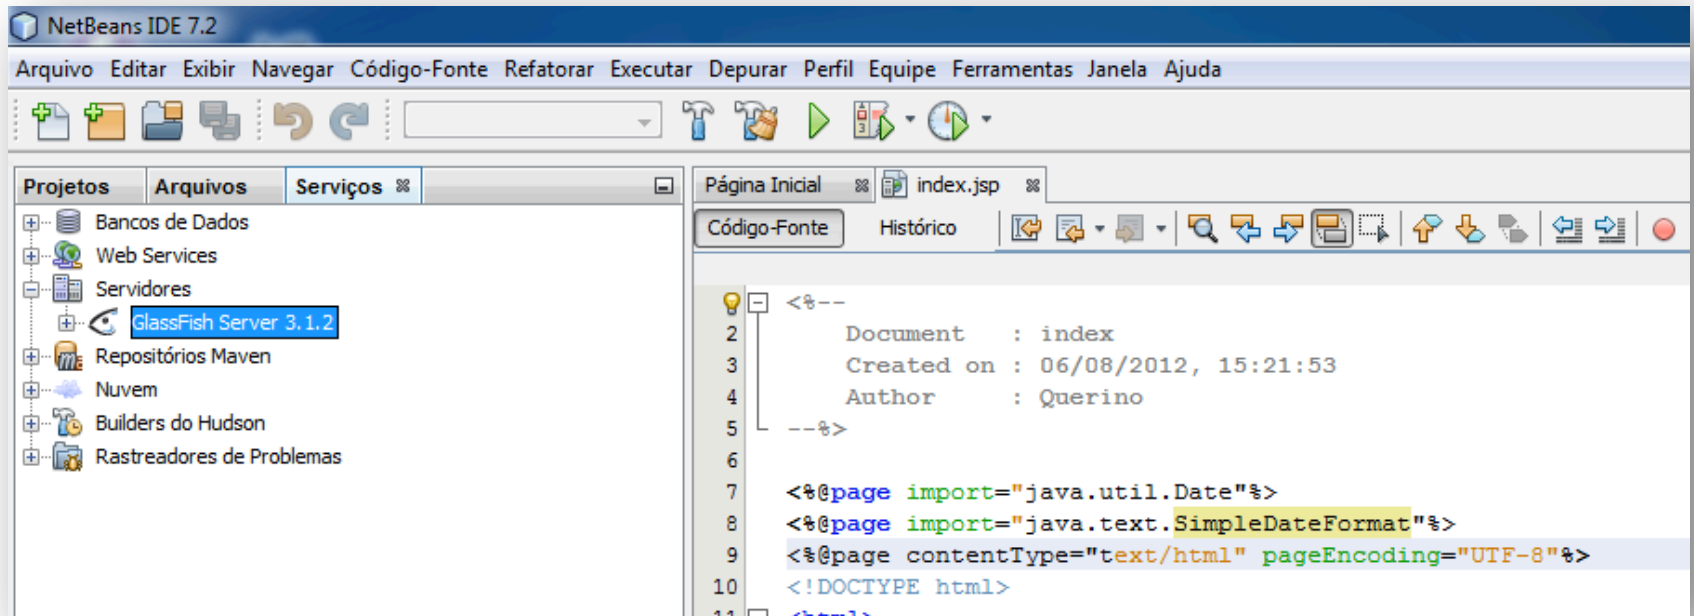 NetBeans IDE 7.2
Arquivo Editar Exibir Navegar Código-Fonte Refatorar Executar Depurar Perfil Equipe Ferramentas Janela Ajuda
Projetos Arquivos Serviços
Bancos de Dados
Web Services
Servidores
GlassFish Server 3.1.2
Repositórios Maven
Nuvem
Builders do Hudson
Rastreadores de Problemas
Página Inicial index.jsp
Código-Fonte Histórico
<%--
2 Document : index
3 Created on : 06/08/2012, 15:21:53
4 Author : Querino
5 --%>
6
7 <%@page import="java.util.Date"%>
8 <%@page import="java.text.SimpleDateFormat"%>
9 <%@page contentType="text/html" pageEncoding="UTF-8"%>
10 <!DOCTYPE html>
11 <html>